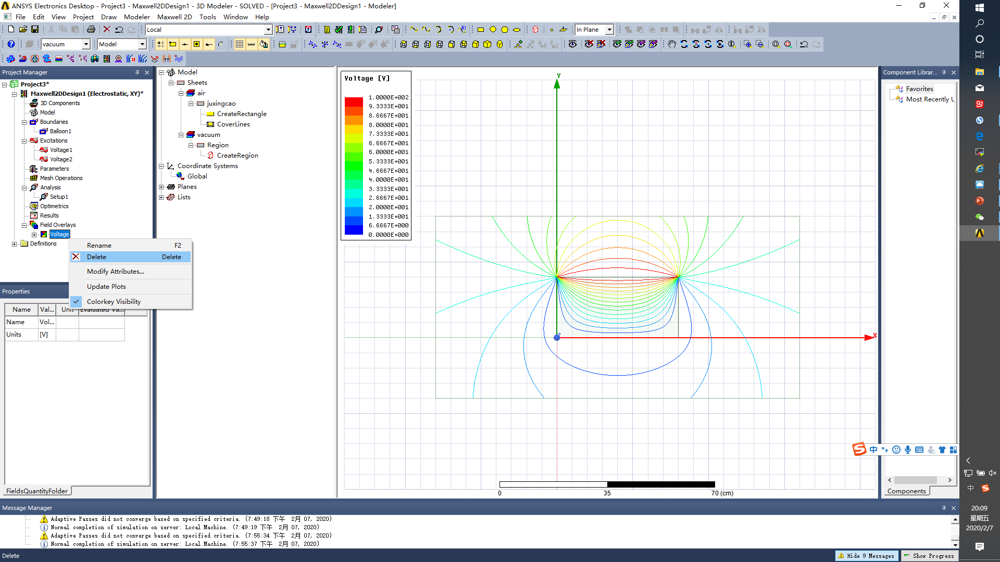 ANSYS Electronics Desktop - Project3 - Maxwell2DDesign1 - 3D Modeler - SOLVED - [Project3 - Maxwell2DDesign1 - Modeler]
File Edit View Project Draw Modeler Maxwell 2D Tools Window Help
Local
In Plane
vacuum
Model
Project Manager
Project3*
Maxwell2DDesign1 (Electrostatic, XY)*
3D Components
Model
Boundaries
Balloon1
Excitations
Voltage1
Voltage2
Parameters
Mesh Operations
Analysis
Setup1
Optimetrics
Results
Field Overlays
Voltage
Definitions
Rename F2
Delete Delete
Modify Attributes...
Update Plots
Colorkey Visibility
Properties
Name Val... Unit Evaluated Va...
Name Vol...
Units [V]
FieldsQuantityFolder
Model
Sheets
air
juxingcao
CreateRectangle
CoverLines
vacuum
Region
CreateRegion
Coordinate Systems
Global
Planes
Lists
Voltage [V]
1.0000E+002
9.3333E+001
8.6667E+001
8.0000E+001
7.3333E+001
6.6667E+001
6.0000E+001
5.3333E+001
4.6667E+001
4.0000E+001
3.3333E+001
2.6667E+001
2.0000E+001
1.3333E+001
6.6667E+000
0.0000E+000
Y
Z
X
0 35 70 (cm)
Component Librar...
Favorites
Most Recently U
Components
中
Message Manager
Adaptive Passes did not converge based on specified criteria. (7:49:18 下午 2月 07, 2020)
Normal completion of simulation on server: Local Machine. (7:49:19 下午 2月 07, 2020)
Adaptive Passes did not converge based on specified criteria. (7:55:34 下午 2月 07, 2020)
Normal completion of simulation on server: Local Machine. (7:55:37 下午 2月 07, 2020)
Delete
Hide 9 Messages
Show Progress
中
20:09
星期五
2020/2/7